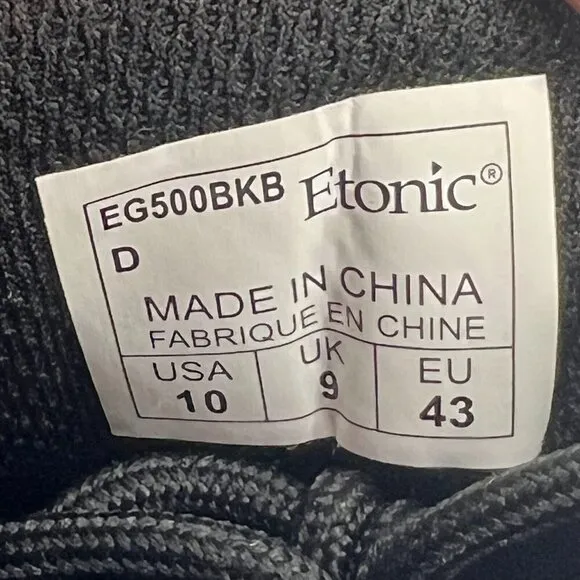 EG500BKB Etonic®
D
MADE IN CHINA
FABRIQUE EN CHINE
USA UK EU
10 9 43